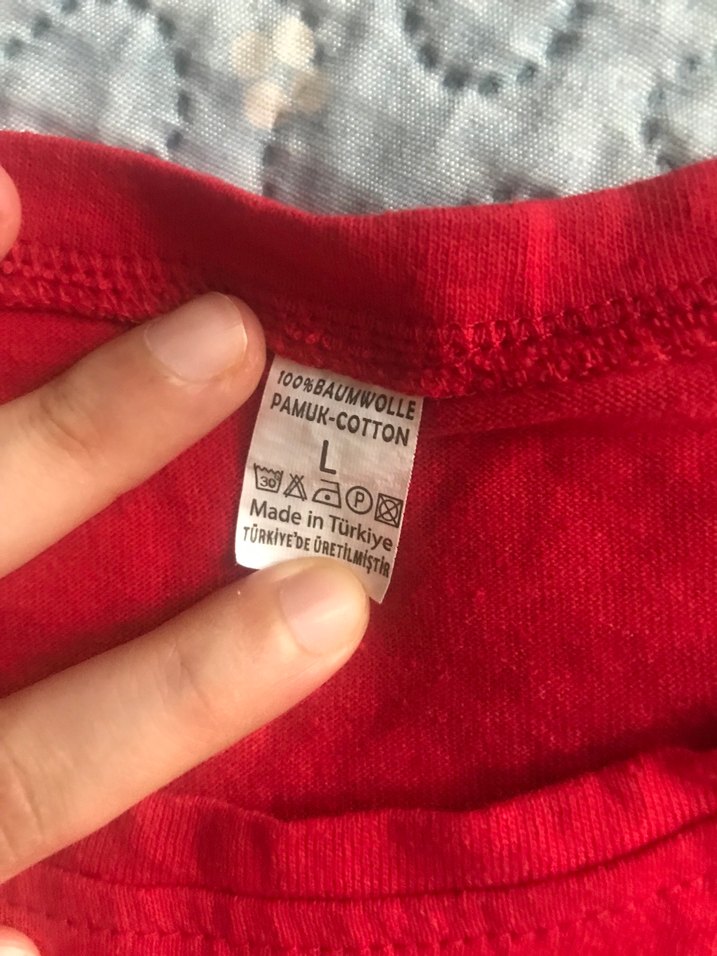 100%BAUMWOLLE
PAMUK-COTTON
L
30 P
Made in Türkiye
TÜRKİYE'DE ÜRETİLMİŞTİR